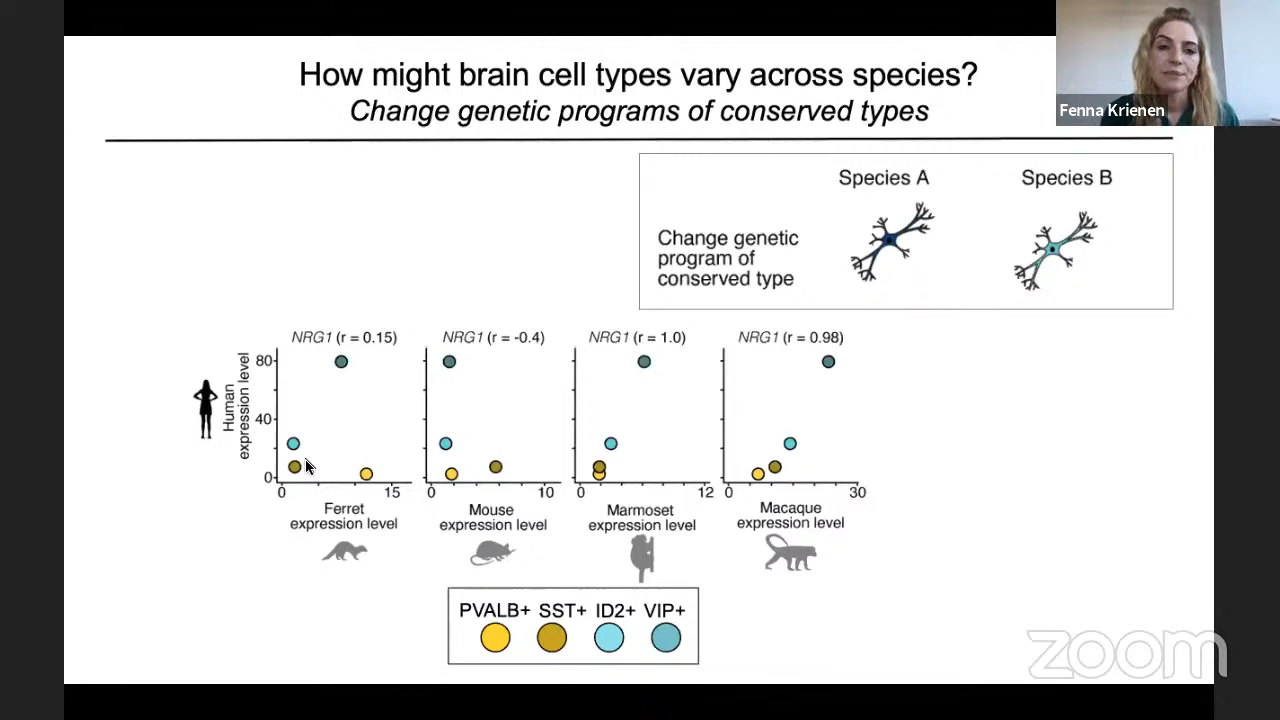 How might brain cell types vary across species?
Change genetic programs of conserved types
Fenna Krienen
Species A
Species B
Change genetic
program of
conserved type
NRG1 (r = 0.15)
NRG1 (r = -0.4)
NRG1 (r = 1.0)
NRG1 (r = 0.98)
Human
expression level
80
40
0
0
15
0
10
0
12
0
30
Ferret
expression level
Mouse
expression level
Marmoset
expression level
Macaque
expression level
PVALB+ SST+ ID2+ VIP+
zoom